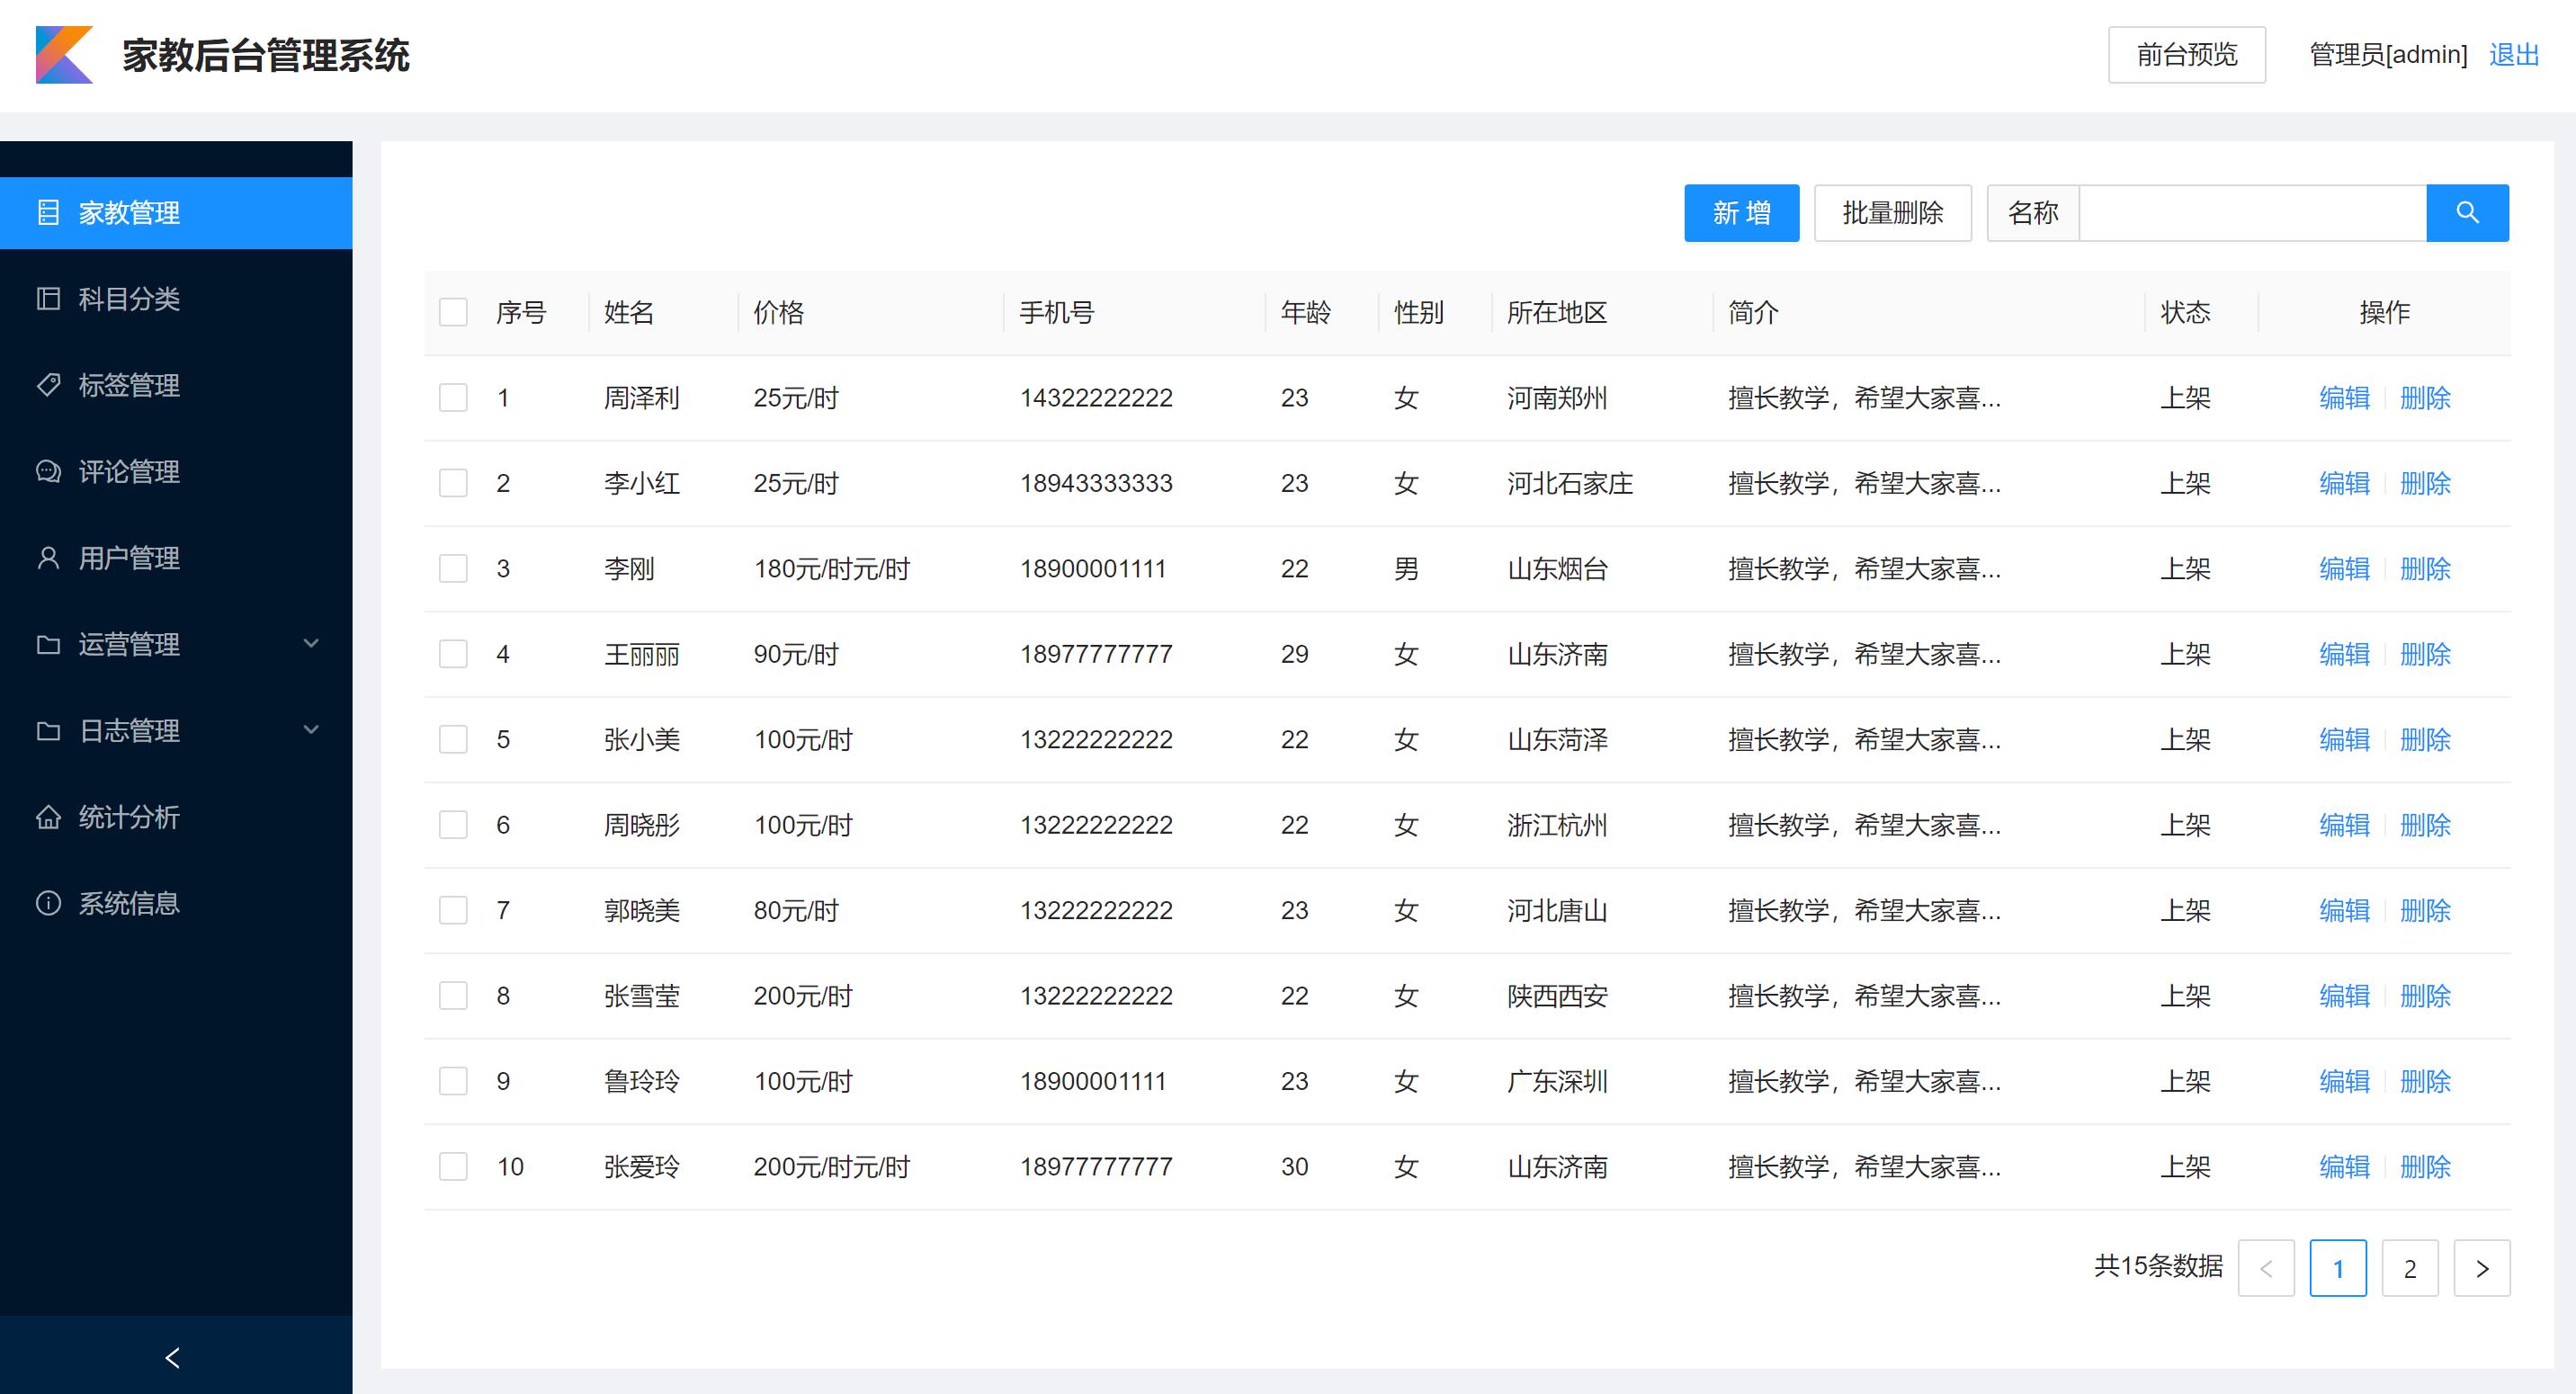 家教后台管理系统
前台预览 管理员[admin] 退出
家教管理
科目分类
标签管理
评论管理
用户管理
运营管理
日志管理
统计分析
系统信息
新 增 批量删除 名称
序号 姓名 价格 手机号 年龄 性别 所在地区 简介 状态 操作
1 周泽利 25元/时 14322222222 23 女 河南郑州 擅长教学，希望大家喜... 上架 编辑 删除
2 李小红 25元/时 18943333333 23 女 河北石家庄 擅长教学，希望大家喜... 上架 编辑 删除
3 李刚 180元/时元/时 18900001111 22 男 山东烟台 擅长教学，希望大家喜... 上架 编辑 删除
4 王丽丽 90元/时 18977777777 29 女 山东济南 擅长教学，希望大家喜... 上架 编辑 删除
5 张小美 100元/时 13222222222 22 女 山东菏泽 擅长教学，希望大家喜... 上架 编辑 删除
6 周晓彤 100元/时 13222222222 22 女 浙江杭州 擅长教学，希望大家喜... 上架 编辑 删除
7 郭晓美 80元/时 13222222222 23 女 河北唐山 擅长教学，希望大家喜... 上架 编辑 删除
8 张雪莹 200元/时 13222222222 22 女 陕西西安 擅长教学，希望大家喜... 上架 编辑 删除
9 鲁玲玲 100元/时 18900001111 23 女 广东深圳 擅长教学，希望大家喜... 上架 编辑 删除
10 张爱玲 200元/时元/时 18977777777 30 女 山东济南 擅长教学，希望大家喜... 上架 编辑 删除
共15条数据 1 2